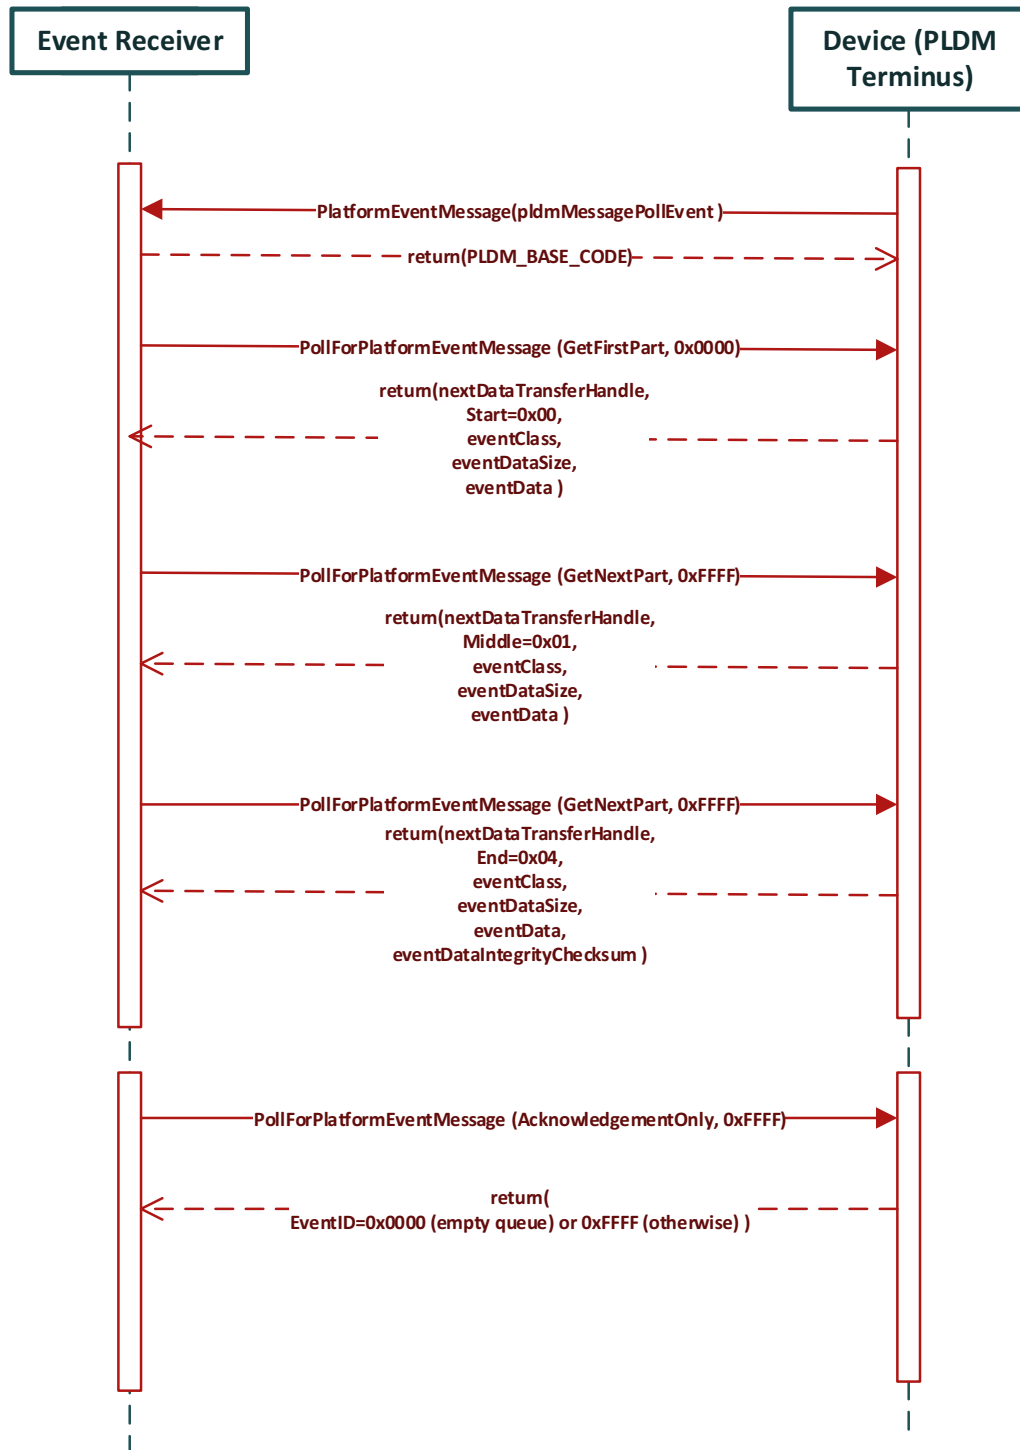 Event Receiver
Device (PLDM
Terminus)
PlatformEventMessage(pldmMessagePollEvent )
return(PLDM_BASE_CODE)
PollForPlatformEventMessage (GetFirstPart, 0x0000)
return(nextDataTransferHandle,
Start=0x00,
eventClass,
eventDataSize,
eventData )
PollForPlatformEventMessage (GetNextPart, 0xFFFF)
return(nextDataTransferHandle,
Middle=0x01,
eventClass,
eventDataSize,
eventData )
PollForPlatformEventMessage (GetNextPart, 0xFFFF)
return(nextDataTransferHandle,
End=0x04,
eventClass,
eventDataSize,
eventData,
eventDataIntegrityChecksum )
PollForPlatformEventMessage (AcknowledgementOnly, 0xFFFF)
return(
EventID=0x0000 (empty queue) or 0xFFFF (otherwise) )